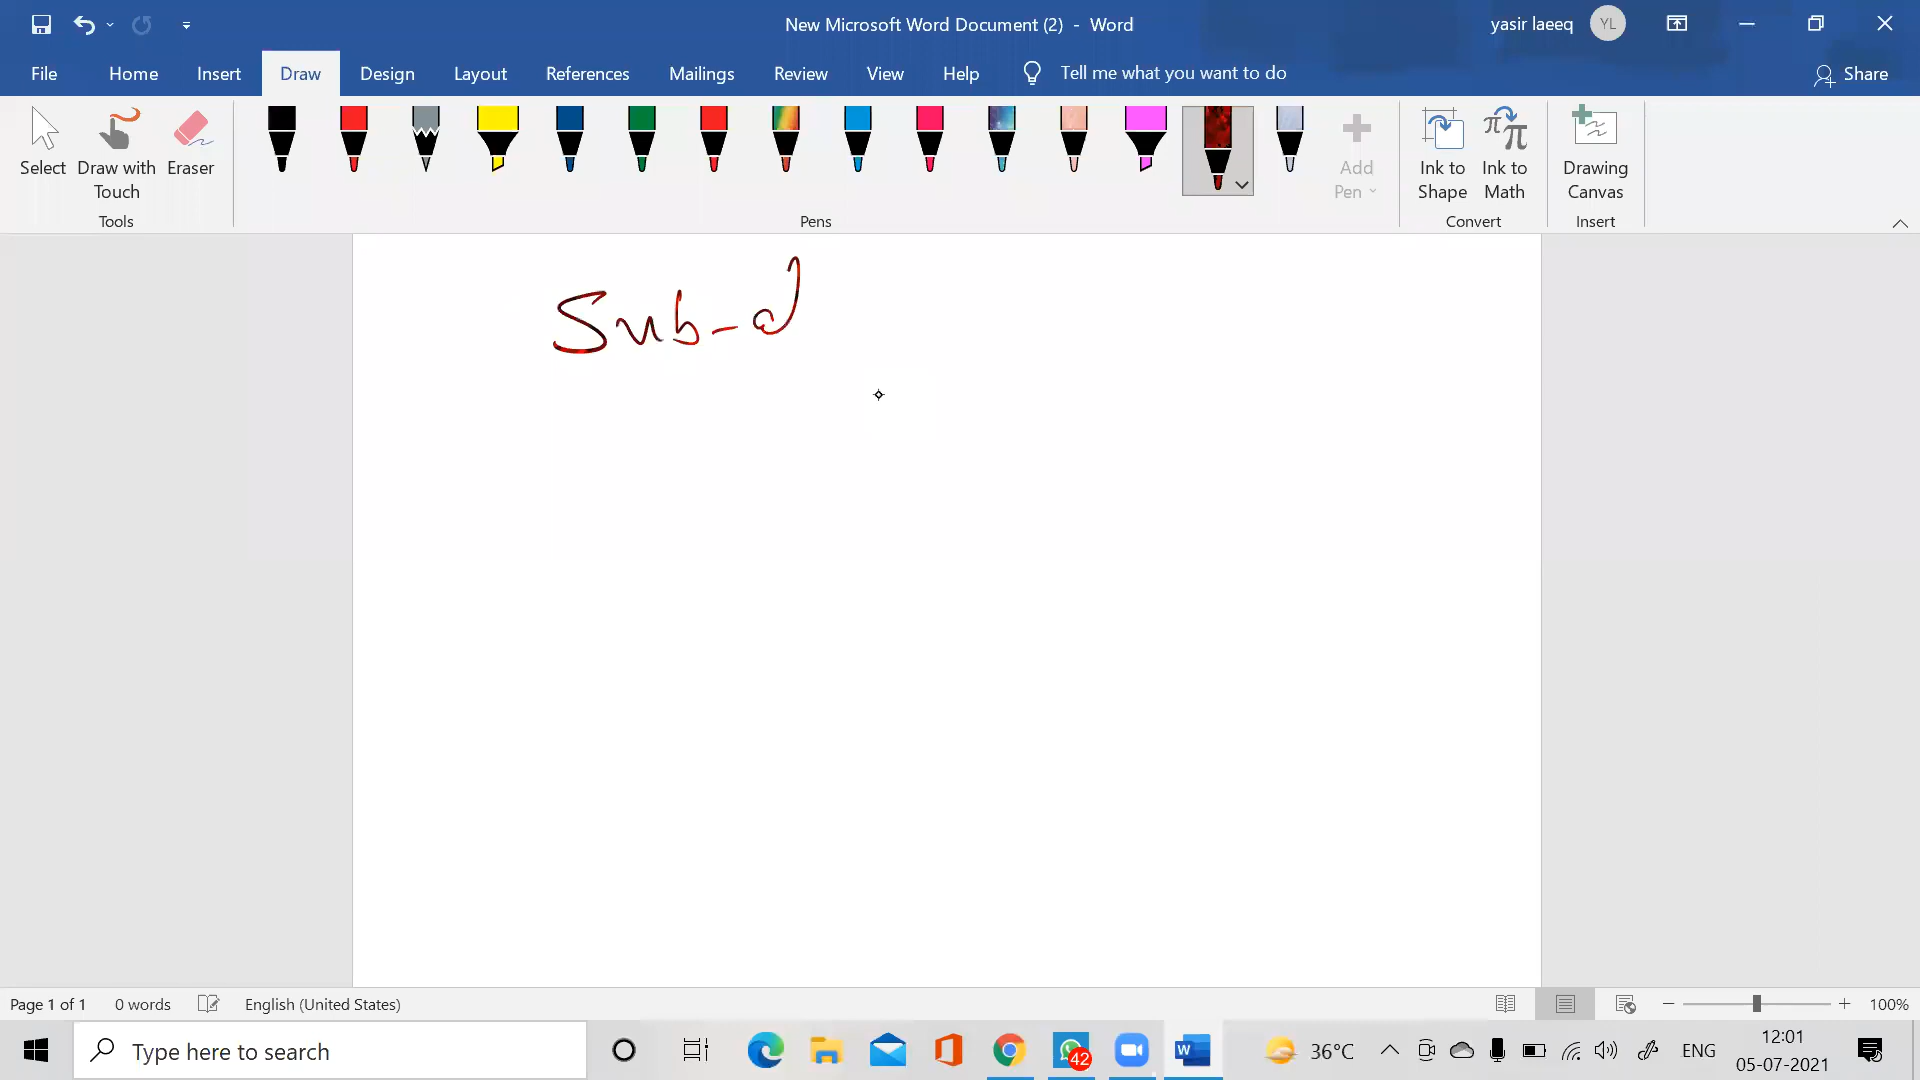 New Microsoft Word Document (2) - Word
yasir laeeq
YL
File Home Insert Draw Design Layout References Mailings Review View Help Tell me what you want to do
Share
Select
Draw with Touch
Eraser
Tools
Pens
Add Pen
Ink to Shape
Ink to Math
Convert
Drawing Canvas
Insert
Sub-d
Page 1 of 1 0 words English (United States)
100%
Type here to search
42
W
36°C
ENG
12:01
05-07-2021